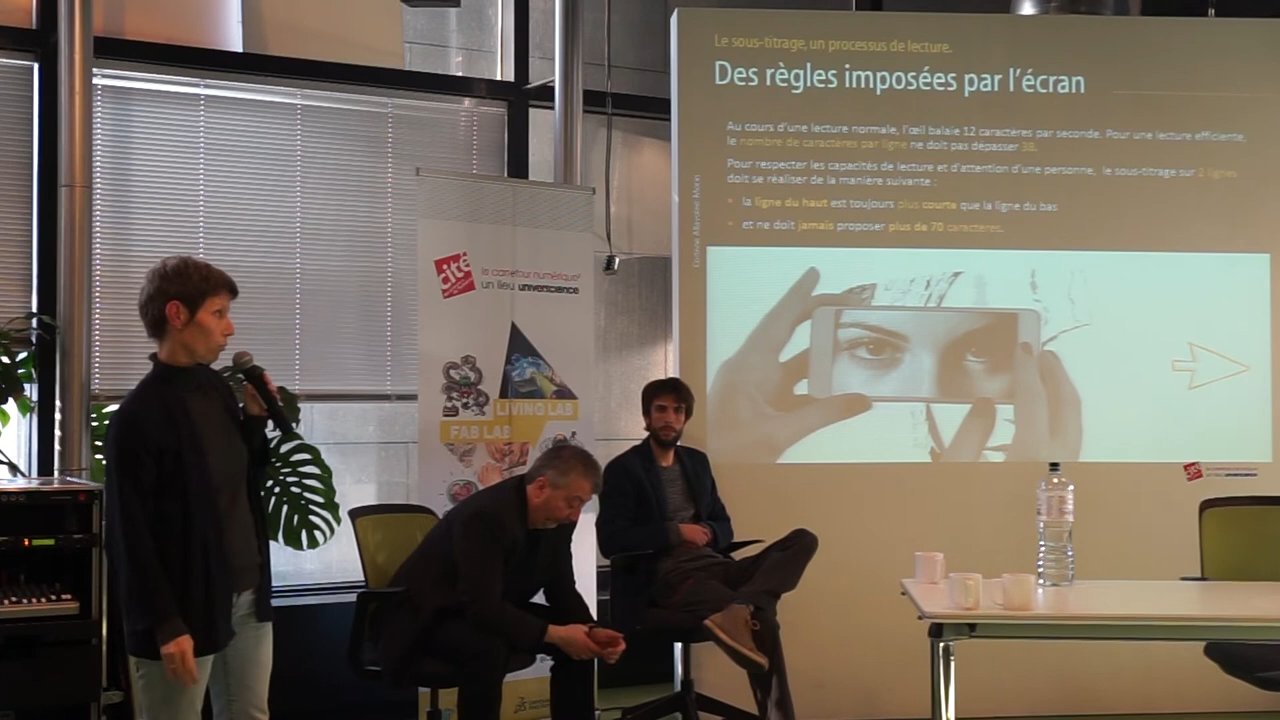 Le sous-titrage, un processus de lecture.
Des règles imposées par l'écran
Au cours d'une lecture normale, l'œil balaie 12 caractères par seconde. Pour une lecture efficiente,
le nombre de caractères par ligne ne doit pas dépasser 38.
Pour respecter les capacités de lecture et d'attention d'une personne, le sous-titrage sur 2 lignes
doit se réaliser de la manière suivante :
la ligne du haut est toujours plus courte que la ligne du bas
et ne doit jamais proposer plus de 70 caractères.
cité
le carrefour numérique²
un lieu universcience
LIVING LAB
FAB LAB